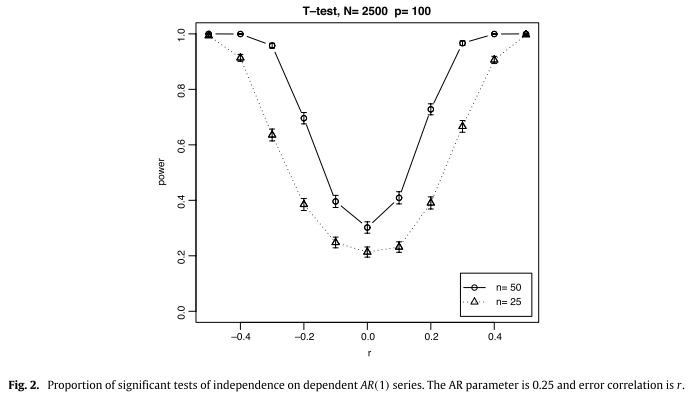 T−test, N= 2500 p= 100
power
1.0
0.8
0.6
0.4
0.2
0.0
−0.4 −0.2 0.0 0.2 0.4
r
n= 50
n= 25
Fig. 2. Proportion of significant tests of independence on dependent AR(1) series. The AR parameter is 0.25 and error correlation is r.